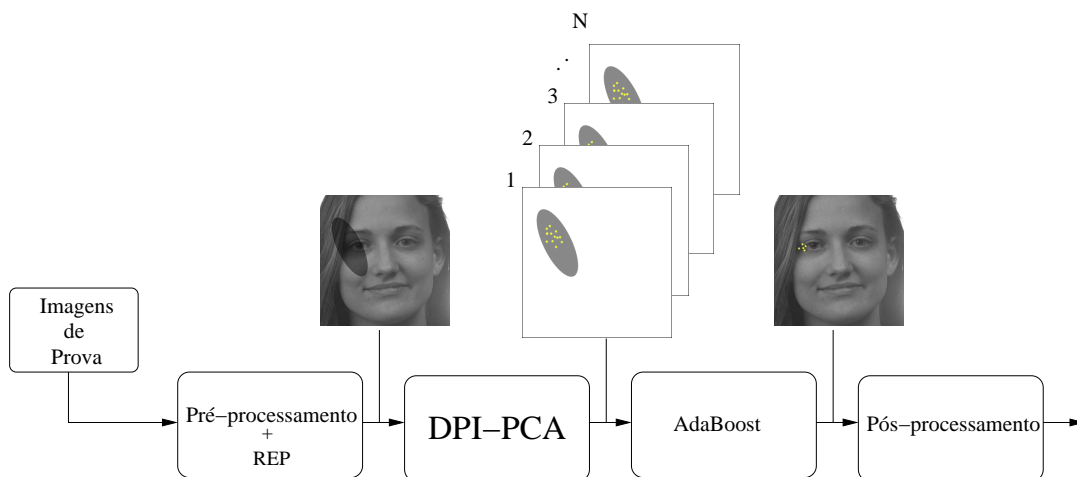 N
. .
3
2
1
Imagens
de
Prova
Pré−processamento
+
REP
DPI−PCA
AdaBoost
Pós−processamento